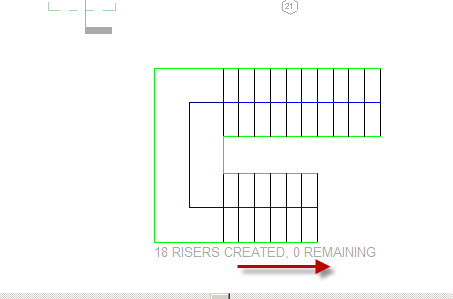 21
18 RISERS CREATED, 0 REMAINING